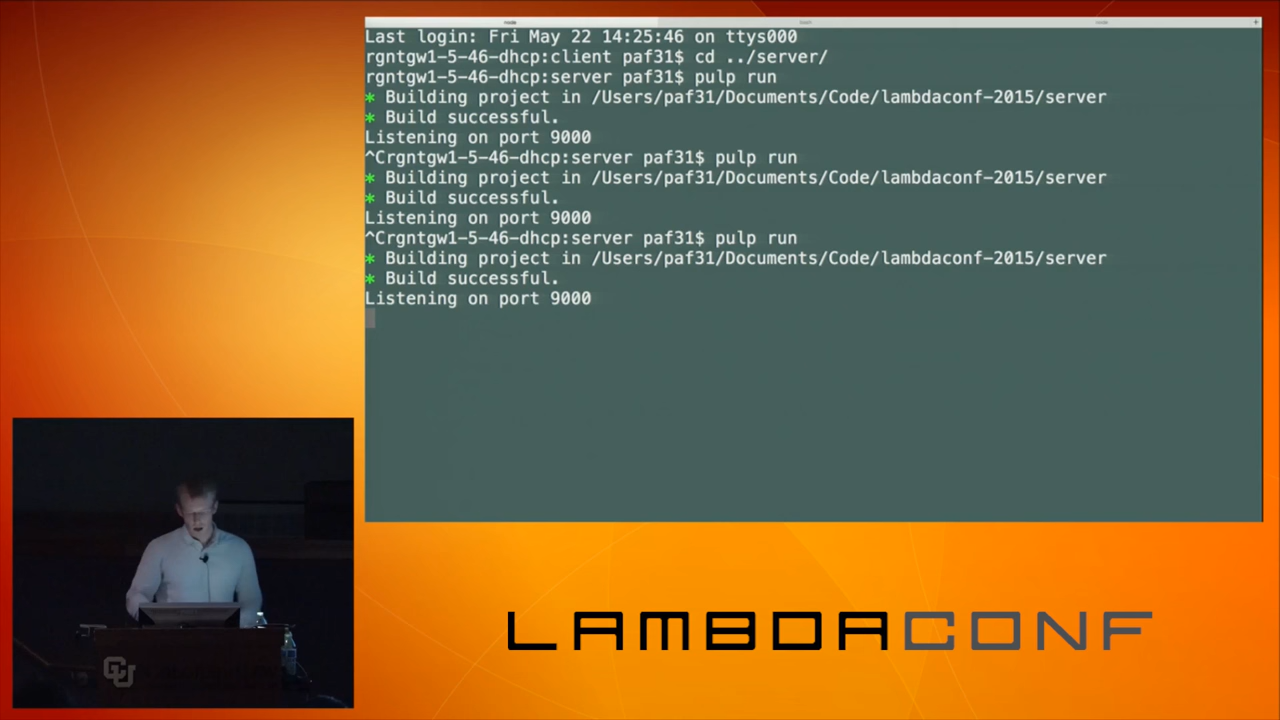 Last login: Fri May 22 14:25:46 on ttys000
rgntgw1-5-46-dhcp:client paf31$ cd ../server/
rgntgw1-5-46-dhcp:server paf31$ pulp run
* Building project in /Users/paf31/Documents/Code/lambdaconf-2015/server
* Build successful.
Listening on port 9000
^Crgntgw1-5-46-dhcp:server paf31$ pulp run
* Building project in /Users/paf31/Documents/Code/lambdaconf-2015/server
* Build successful.
Listening on port 9000
^Crgntgw1-5-46-dhcp:server paf31$ pulp run
* Building project in /Users/paf31/Documents/Code/lambdaconf-2015/server
* Build successful.
Listening on port 9000
CU
LAMBDACONF